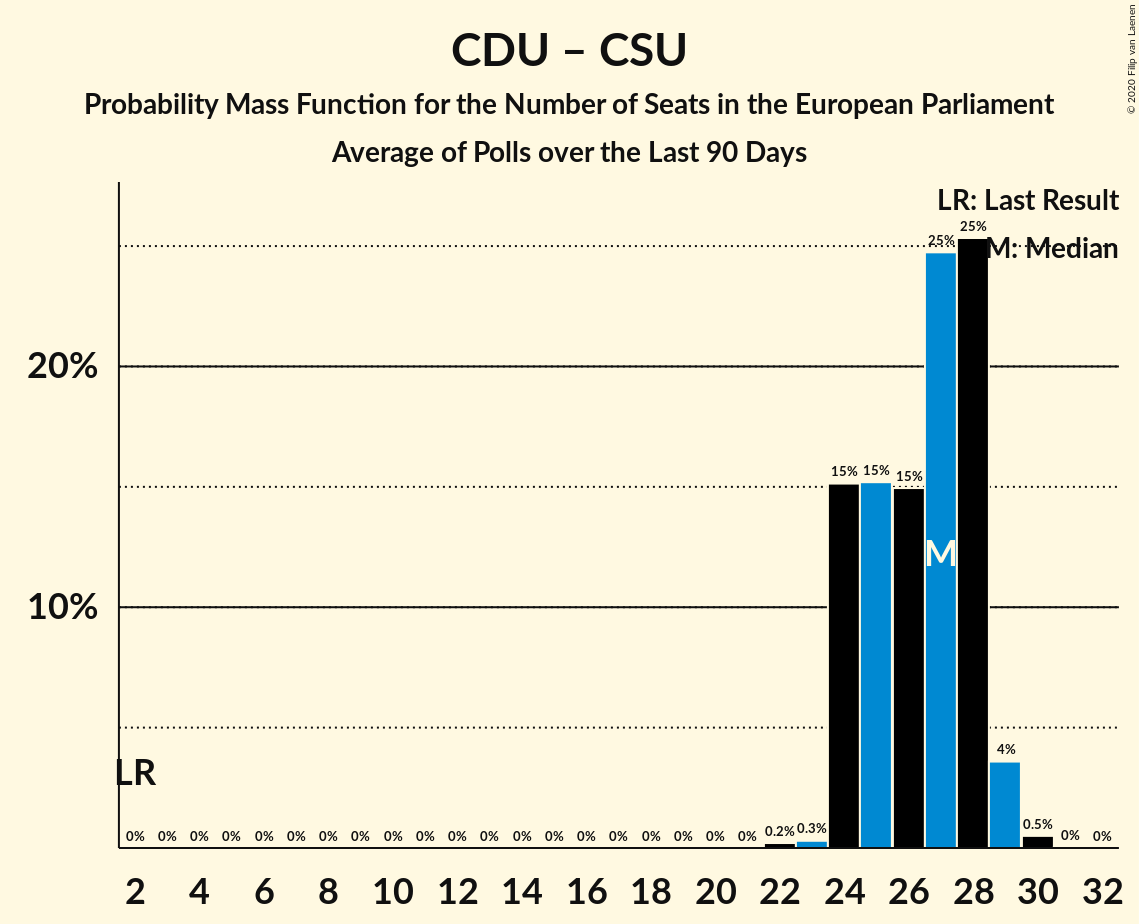 CDU – CSU
Probability Mass Function for the Number of Seats in the European Parliament
Average of Polls over the Last 90 Days
© 2020 Filip van Laenen
LR: Last Result
M: Median
25% 25%
20%
15% 15% 15%
M
10%
4%
LR
0% 0% 0% 0% 0% 0% 0% 0% 0% 0% 0% 0% 0% 0% 0% 0% 0% 0% 0% 0% 0.2% 0.3% 0.5% 0% 0%
2 4 6 8 10 12 14 16 18 20 22 24 26 28 30 32